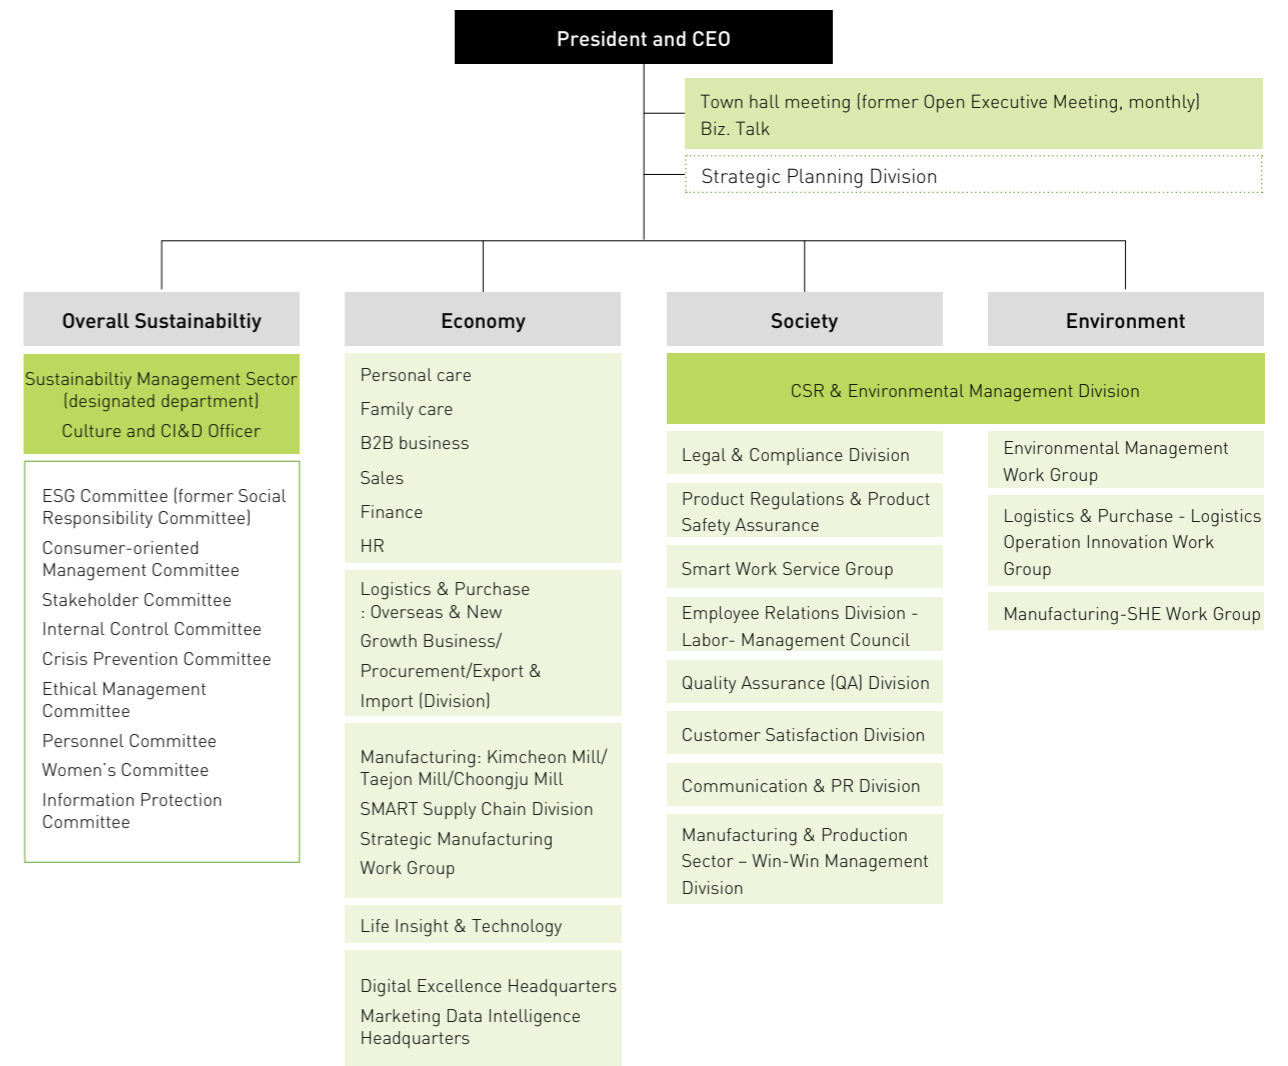 President and CEO
Town hall meeting (former Open Executive Meeting, monthly)
Biz. Talk
Strategic Planning Division
Overall Sustainabiltiy
Sustainabiltiy Management Sector
(designated department)
Culture and CI&D Officer
ESG Committee (former Social
Responsibility Committee)
Consumer-oriented
Management Committee
Stakeholder Committee
Internal Control Committee
Crisis Prevention Committee
Ethical Management
Committee
Personnel Committee
Women's Committee
Information Protection
Committee
Economy
Personal care
Family care
B2B business
Sales
Finance
HR
Logistics & Purchase
: Overseas & New
Growth Business/
Procurement/Export &
Import (Division)
Manufacturing: Kimcheon Mill/
Taejon Mill/Choongju Mill
SMART Supply Chain Division
Strategic Manufacturing
Work Group
Life Insight & Technology
Digital Excellence Headquarters
Marketing Data Intelligence
Headquarters
Society
Environment
CSR & Environmental Management Division
Legal & Compliance Division
Product Regulations & Product
Safety Assurance
Smart Work Service Group
Employee Relations Division -
Labor- Management Council
Quality Assurance (QA) Division
Customer Satisfaction Division
Communication & PR Division
Manufacturing & Production
Sector – Win-Win Management
Division
Environmental Management
Work Group
Logistics & Purchase - Logistics
Operation Innovation Work
Group
Manufacturing-SHE Work Group